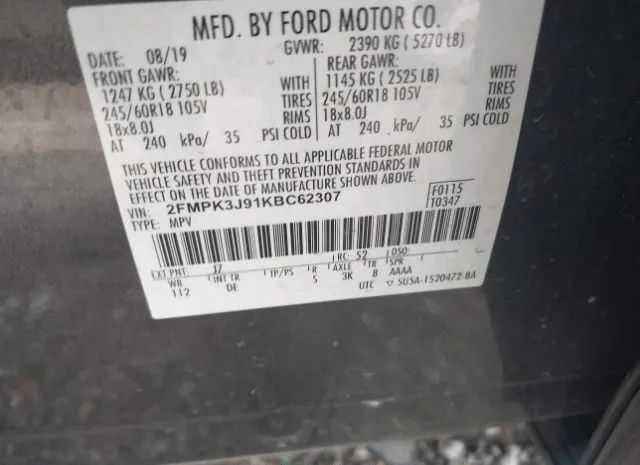 MFD. BY FORD MOTOR CO.
DATE: 08/19 GVWR: 2390 KG ( 5270 LB)
FRONT GAWR: REAR GAWR:
1247 KG ( 2750 LB) WITH 1145 KG ( 2525 LB) WITH
245/60R18 105V TIRES 245/60R18 105V TIRES
18x8.0J RIMS 18x8.0J RIMS
AT 240 kPa/ 35 PSI COLD AT 240 kPa/ 35 PSI COLD
THIS VEHICLE CONFORMS TO ALL APPLICABLE FEDERAL MOTOR
VEHICLE SAFETY AND THEFT PREVENTION STANDARDS IN
EFFECT ON THE DATE OF MANUFACTURE SHOWN ABOVE.
VIN: 2FMPK3J91KBC62307 F0115
TYPE: MPV T0347
EXT PNT: J7 RC: 52 DSO:
WB INT TR TP/PS R AXLE TR SPR
112 DE S 3K 8 AAAA
UTC ▽ 5U5A-1520472-BA